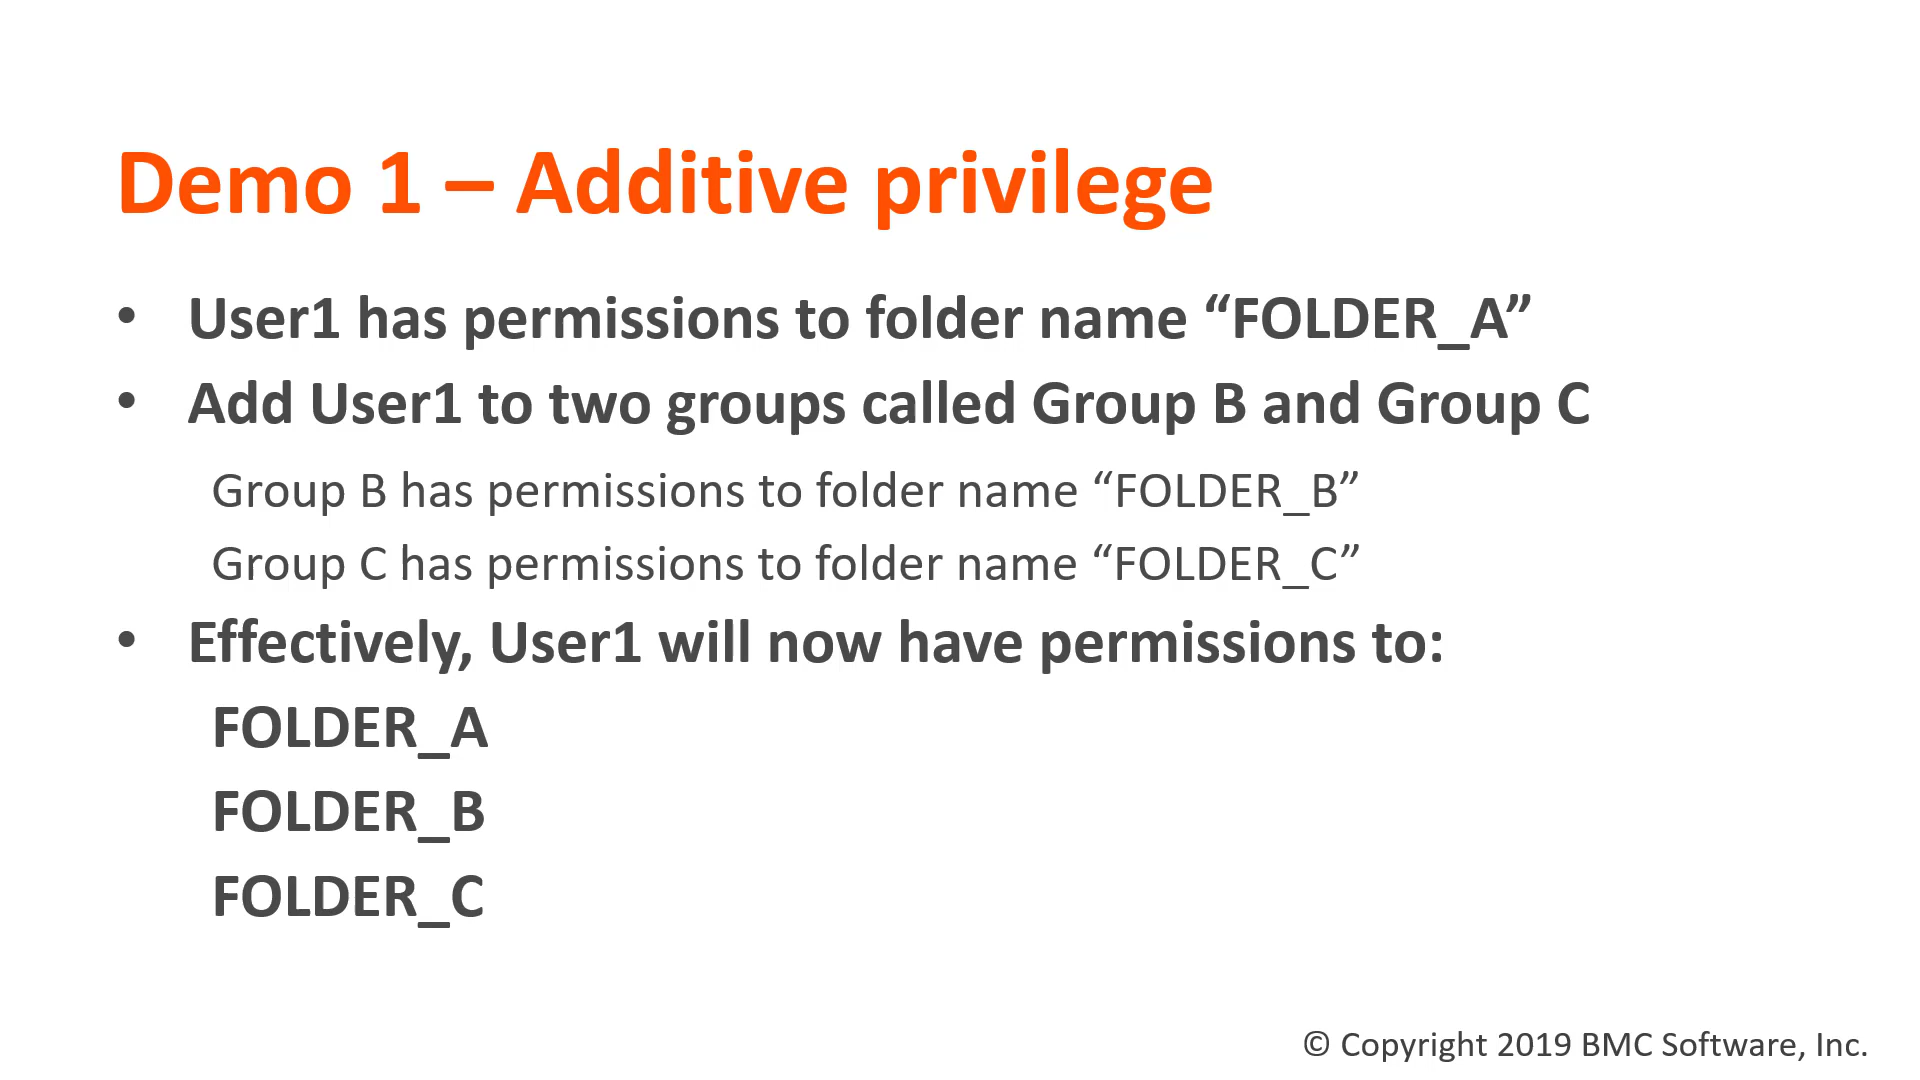 Demo 1 – Additive privilege
• User1 has permissions to folder name “FOLDER_A”
• Add User1 to two groups called Group B and Group C
Group B has permissions to folder name “FOLDER_B”
Group C has permissions to folder name “FOLDER_C”
• Effectively, User1 will now have permissions to:
FOLDER_A
FOLDER_B
FOLDER_C
© Copyright 2019 BMC Software, Inc.